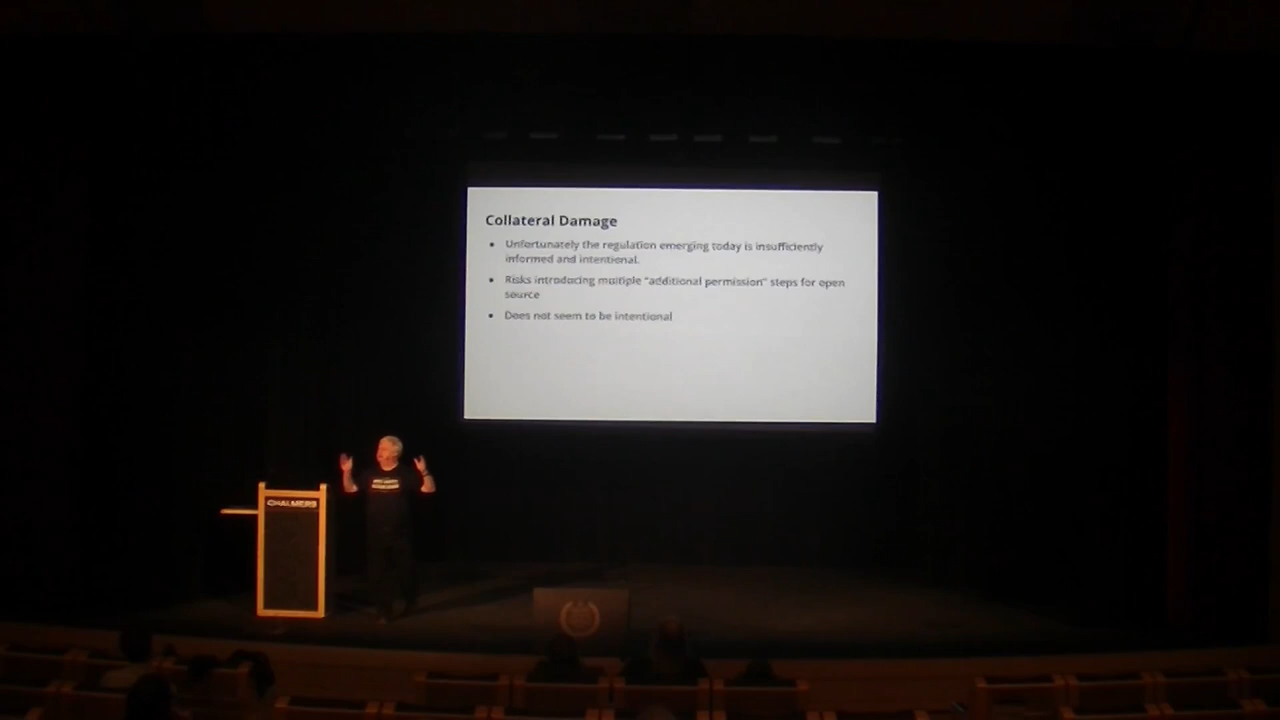 Collateral Damage
• Unfortunately the regulation emerging today is insufficiently
informed and intentional.
• Risks introducing multiple "additional permission" steps for open
source
• Does not seem to be intentional
CHALMERS